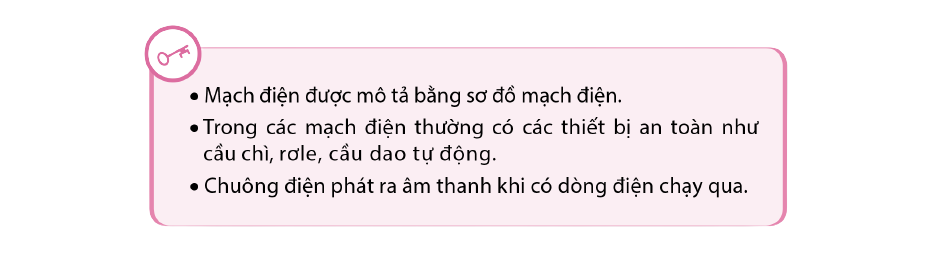 • Mạch điện được mô tả bằng sơ đồ mạch điện.
• Trong các mạch điện thường có các thiết bị an toàn như
cầu chì, rơle, cầu dao tự động.
• Chuông điện phát ra âm thanh khi có dòng điện chạy qua.